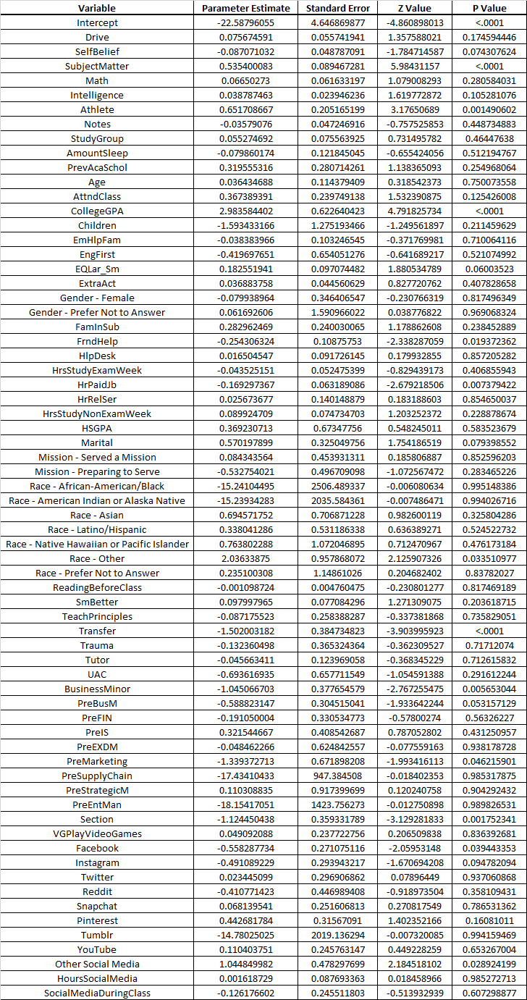 Variable Parameter Estimate Standard Error Z Value P Value
Intercept -22.58796055 4.646869877 -4.860898013 <.0001
Drive 0.075674591 0.055741941 1.357588021 0.174594446
SelfBelief -0.087071032 0.048787091 -1.784714587 0.074307624
SubjectMatter 0.535400083 0.089467281 5.98431157 <.0001
Math 0.06650273 0.061633197 1.079008293 0.280584031
Intelligence 0.038787463 0.023946236 1.619772872 0.105281076
Athlete 0.651708667 0.205165199 3.17650689 0.001490602
Notes -0.03579076 0.047246916 -0.757525853 0.448734883
StudyGroup 0.055274692 0.075563925 0.731495782 0.46447638
AmountSleep -0.079860174 0.121845045 -0.655424056 0.512194767
PrevAcaSchol 0.319555316 0.280714261 1.138365093 0.254968064
Age 0.036434688 0.114379409 0.318542373 0.750073558
AttndClass 0.367389391 0.239749138 1.532390875 0.125426008
CollegeGPA 2.983584402 0.622640423 4.791825734 <.0001
Children -1.593433166 1.275193466 -1.249561897 0.211459629
EmHlpFam -0.038383966 0.103246545 -0.371769981 0.710064116
EngFirst -0.419697651 0.654051276 -0.641689217 0.521074992
EQLar_Sm 0.182551941 0.097074482 1.880534789 0.06003523
ExtraAct 0.036883758 0.044560629 0.827720762 0.407828658
Gender - Female -0.079938964 0.346406547 -0.230766319 0.817496349
Gender - Prefer Not to Answer 0.061692606 1.590966022 0.038776822 0.969068324
FamInSub 0.282962469 0.240030065 1.178862608 0.238452889
FrndHelp -0.254306324 0.10875753 -2.338287059 0.019372362
HlpDesk 0.016504547 0.091726145 0.179932855 0.857205282
HrsStudyExamWeek -0.043525151 0.052475399 -0.829439173 0.406855943
HrPaidJb -0.169297367 0.063189086 -2.679218506 0.007379422
HrRelSer 0.025673677 0.140148879 0.183188603 0.854650037
HrsStudyNonExamWeek 0.089924709 0.074734703 1.203252372 0.228878674
HSGPA 0.369230713 0.67347756 0.548245011 0.583523679
Marital 0.570197899 0.325049756 1.754186519 0.079398552
Mission - Served a Mission 0.084343564 0.453931311 0.185806887 0.852596203
Mission - Preparing to Serve -0.532754021 0.496709098 -1.072567472 0.283465226
Race - African-American/Black -15.24104495 2506.489337 -0.006080634 0.995148386
Race - American Indian or Alaska Native -15.23934283 2035.584361 -0.007486471 0.994026716
Race - Asian 0.694571752 0.706871228 0.982600119 0.325804286
Race - Latino/Hispanic 0.338041286 0.531186338 0.636389271 0.524522732
Race - Native Hawaiian or Pacific Islander 0.763802288 1.072046895 0.712470967 0.476173184
Race - Other 2.03633875 0.957868072 2.125907326 0.033510977
Race - Prefer Not to Answer 0.235100308 1.14861026 0.204682402 0.83782027
ReadingBeforeClass -0.001098724 0.004760475 -0.230801277 0.817469189
SmBetter 0.097997965 0.077084296 1.271309075 0.203618715
TeachPrinciples -0.087175523 0.258388287 -0.337381868 0.735829051
Transfer -1.502003182 0.384734823 -3.903995923 <.0001
Trauma -0.132360498 0.365324364 -0.362309527 0.71712074
Tutor -0.045663411 0.123969058 -0.368345229 0.712615832
UAC -0.693616935 0.657711549 -1.054591388 0.291612244
BusinessMinor -1.045066703 0.377654579 -2.767255475 0.005653044
PreBusM -0.588823147 0.304515041 -1.933642244 0.053157129
PreFIN -0.191050004 0.330534773 -0.57800274 0.56326227
PreIS 0.321544667 0.408542687 0.787052802 0.431250957
PreEXDM -0.048462266 0.624842557 -0.077559163 0.938178728
PreMarketing -1.339372713 0.671898208 -1.993416113 0.046215901
PreSupplyChain -17.43410433 947.384508 -0.018402353 0.985317875
PreStrategicM 0.110308835 0.917399699 0.120240758 0.904292432
PreEntMan -18.15417051 1423.756273 -0.012750898 0.989826531
Section -1.124450438 0.359331789 -3.129281833 0.001752341
VGPlayVideoGames 0.049092088 0.237722756 0.206509838 0.836392681
Facebook -0.558287734 0.271075116 -2.05953148 0.039443353
Instagram -0.491089229 0.293943217 -1.670694208 0.094782094
Twitter 0.023445099 0.296906862 0.07896449 0.937060868
Reddit -0.410771423 0.446989408 -0.918973504 0.358109431
Snapchat 0.068139541 0.251606813 0.270817549 0.786531362
Pinterest 0.442681784 0.31567091 1.402352166 0.16081011
Tumblr -14.78025025 2019.136294 -0.007320085 0.994159469
YouTube 0.110403751 0.245763147 0.449228259 0.653267004
Other Social Media 1.044849982 0.478297699 2.184518102 0.028924199
HoursSocialMedia 0.001618729 0.087693363 0.018458966 0.985272713
SocialMediaDuringClass -0.126176602 0.245511803 -0.513932939 0.607298877